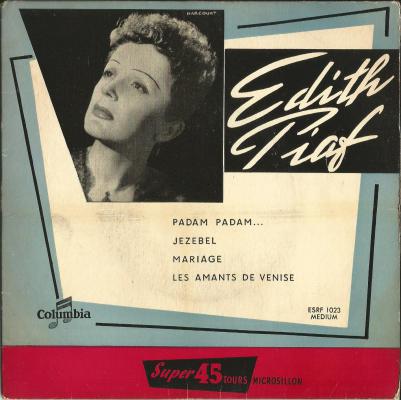 HARCOURT
Edith
Piaf
PADAM PADAM...
JEZEBEL
MARIAGE
LES AMANTS DE VENISE
Columbia
ESRF 1023
MEDIUM
Super 45 TOURS MICROSILLON